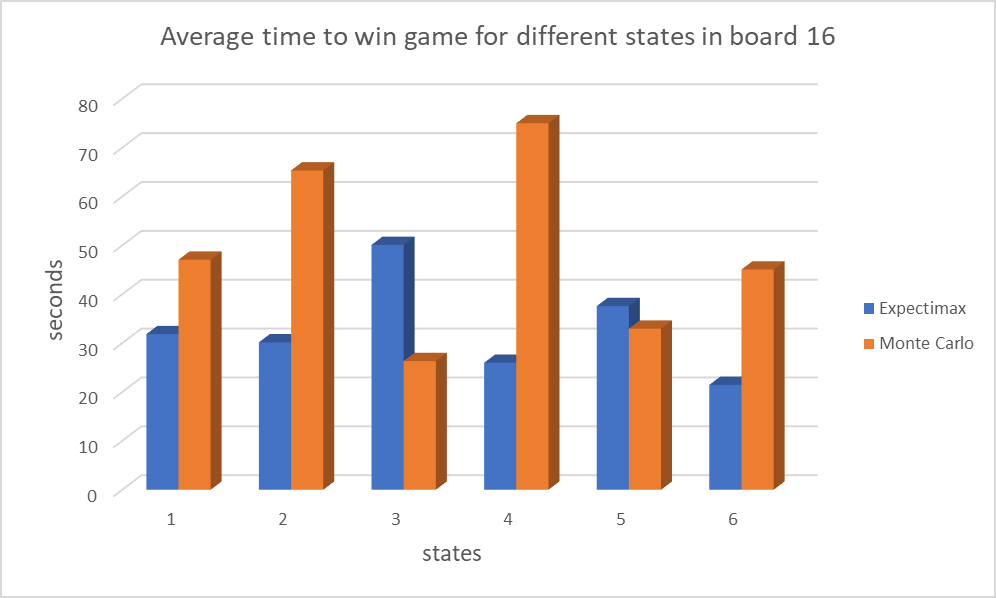 Average time to win game for different states in board 16
80
70
60
50
40
30
20
10
0
seconds
1 2 3 4 5 6
states
Expectimax
Monte Carlo